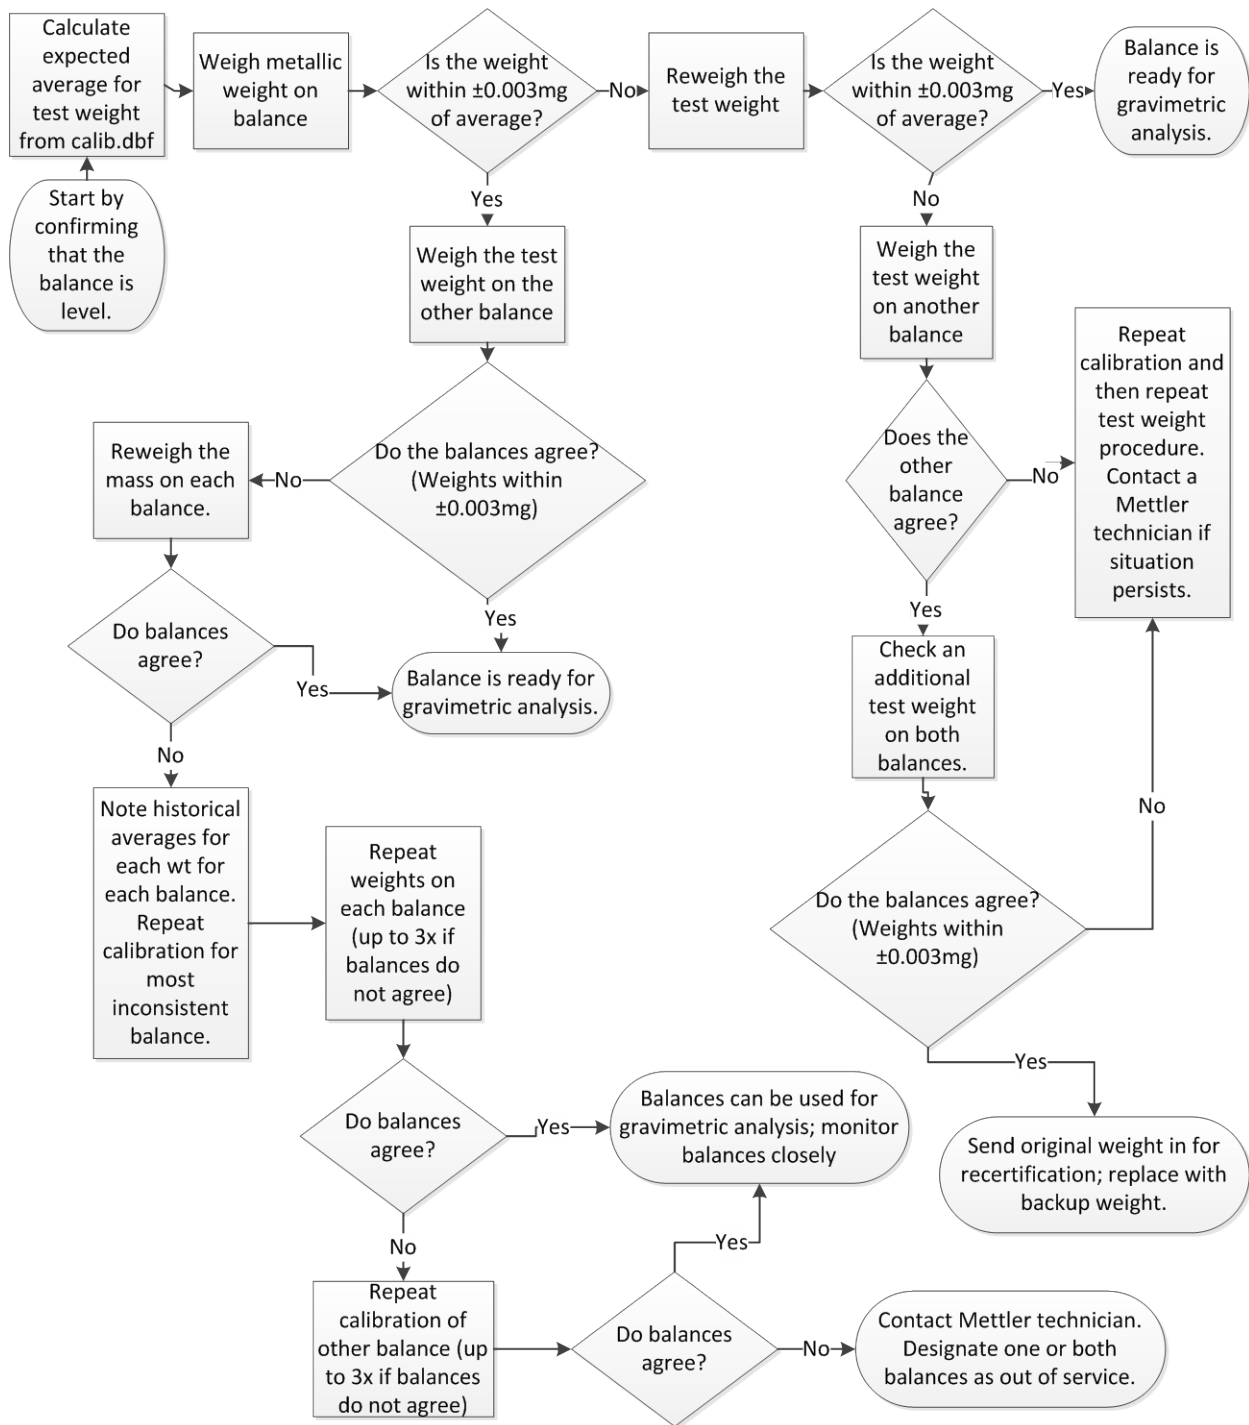 Calculate
expected
average for
test weight
from calib.dbf
Weigh metallic
weight on
balance
Is the weight
within ±0.003mg
of average?
No
Reweigh the
test weight
Is the weight
within ±0.003mg
of average?
Yes
Balance is
ready for
gravimetric
analysis.
Start by
confirming
that the
balance is
level.
Yes
No
Weigh the test
weight on the
other balance
Weigh the
test weight
on another
balance
Do the balances agree?
(Weights within
±0.003mg)
No
Reweigh the
mass on each
balance.
Does the
other
balance
agree?
No
Repeat
calibration and
then repeat
test weight
procedure.
Contact a
Mettler
technician if
situation
persists.
Yes
Yes
Do balances
agree?
Yes
Balance is ready for
gravimetric analysis.
Check an
additional
test weight
on both
balances.
No
No
Note historical
averages for
each wt for
each balance.
Repeat
calibration for
most
inconsistent
balance.
Repeat
weights on
each balance
(up to 3x if
balances do
not agree)
Do the balances agree?
(Weights within
±0.003mg)
Yes
Do balances
agree?
Yes
Balances can be used for
gravimetric analysis; monitor
balances closely
Send original weight in for
recertification; replace with
backup weight.
No
Yes
Repeat
calibration of
other balance (up
to 3x if balances
do not agree)
Do balances
agree?
No
Contact Mettler technician.
Designate one or both
balances as out of service.